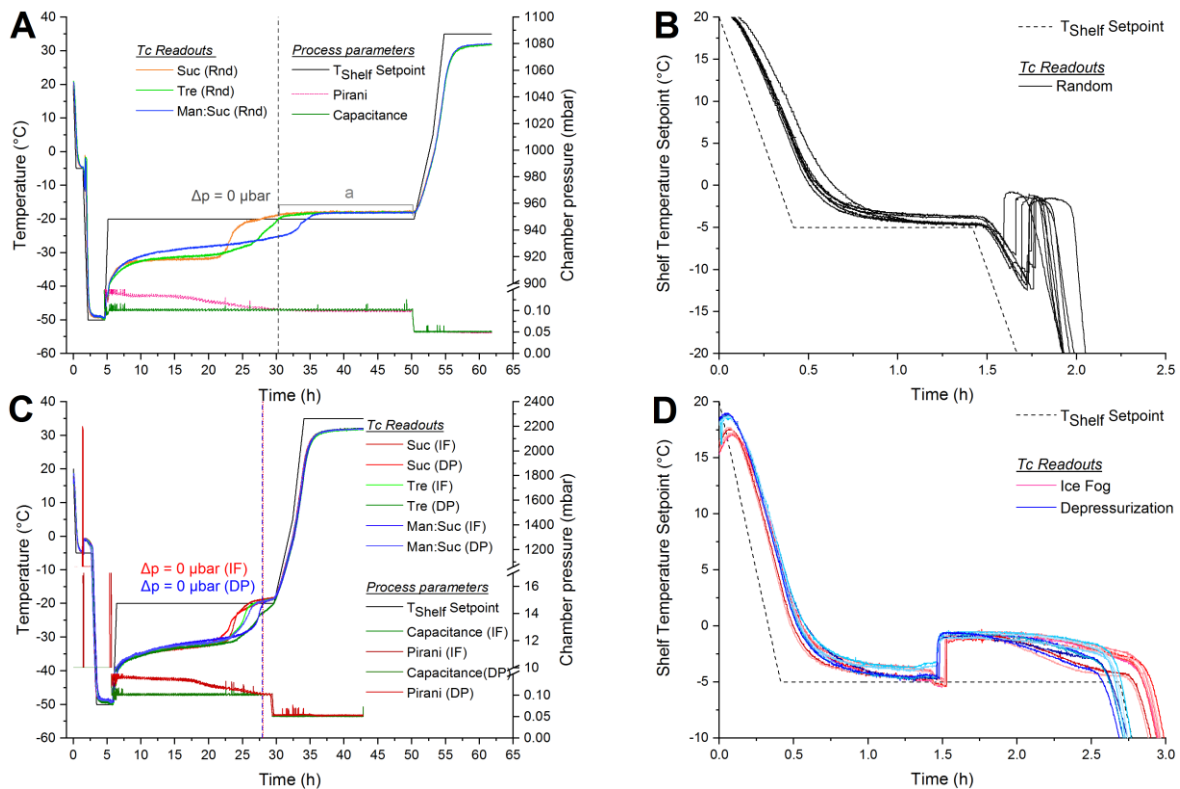 A
Temperature (°C)
40
30
20
10
0
-10
-20
-30
-40
-50
-60
Tc Readouts
Suc (Rnd)
Tre (Rnd)
Man:Suc (Rnd)
Process parameters
TShelf Setpoint
Pirani
Capacitance
Δp = 0 µbar
a
1100
1080
1060
1040
1020
1000
980
960
940
920
900
0.10
0.05
0.00
Chamber pressure (mbar)
0 5 10 15 20 25 30 35 40 45 50 55 60 65
Time (h)
B
Shelf Temperature Setpoint (°C)
20
15
10
5
0
-5
-10
-15
-20
TShelf Setpoint
Tc Readouts
Random
0.0 0.5 1.0 1.5 2.0 2.5
Time (h)
C
Temperature (°C)
40
30
20
10
0
-10
-20
-30
-40
-50
-60
Δp = 0 µbar (IF)
Δp = 0 µbar (DP)
Tc Readouts
Suc (IF)
Suc (DP)
Tre (IF)
Tre (DP)
Man:Suc (IF)
Man:Suc (DP)
Process parameters
TShelf Setpoint
Capacitance (IF)
Pirani (IF)
Capacitance(DP)
Pirani (DP)
2400
2200
2000
1800
1600
1400
1200
16
14
12
10
0.10
0.05
0.00
Chamber pressure (mbar)
0 5 10 15 20 25 30 35 40 45 50 55 60 65
Time (h)
D
Shelf Temperature Setpoint (°C)
20
15
10
5
0
-5
-10
TShelf Setpoint
Tc Readouts
Ice Fog
Depressurization
0.0 0.5 1.0 1.5 2.0 2.5 3.0
Time (h)